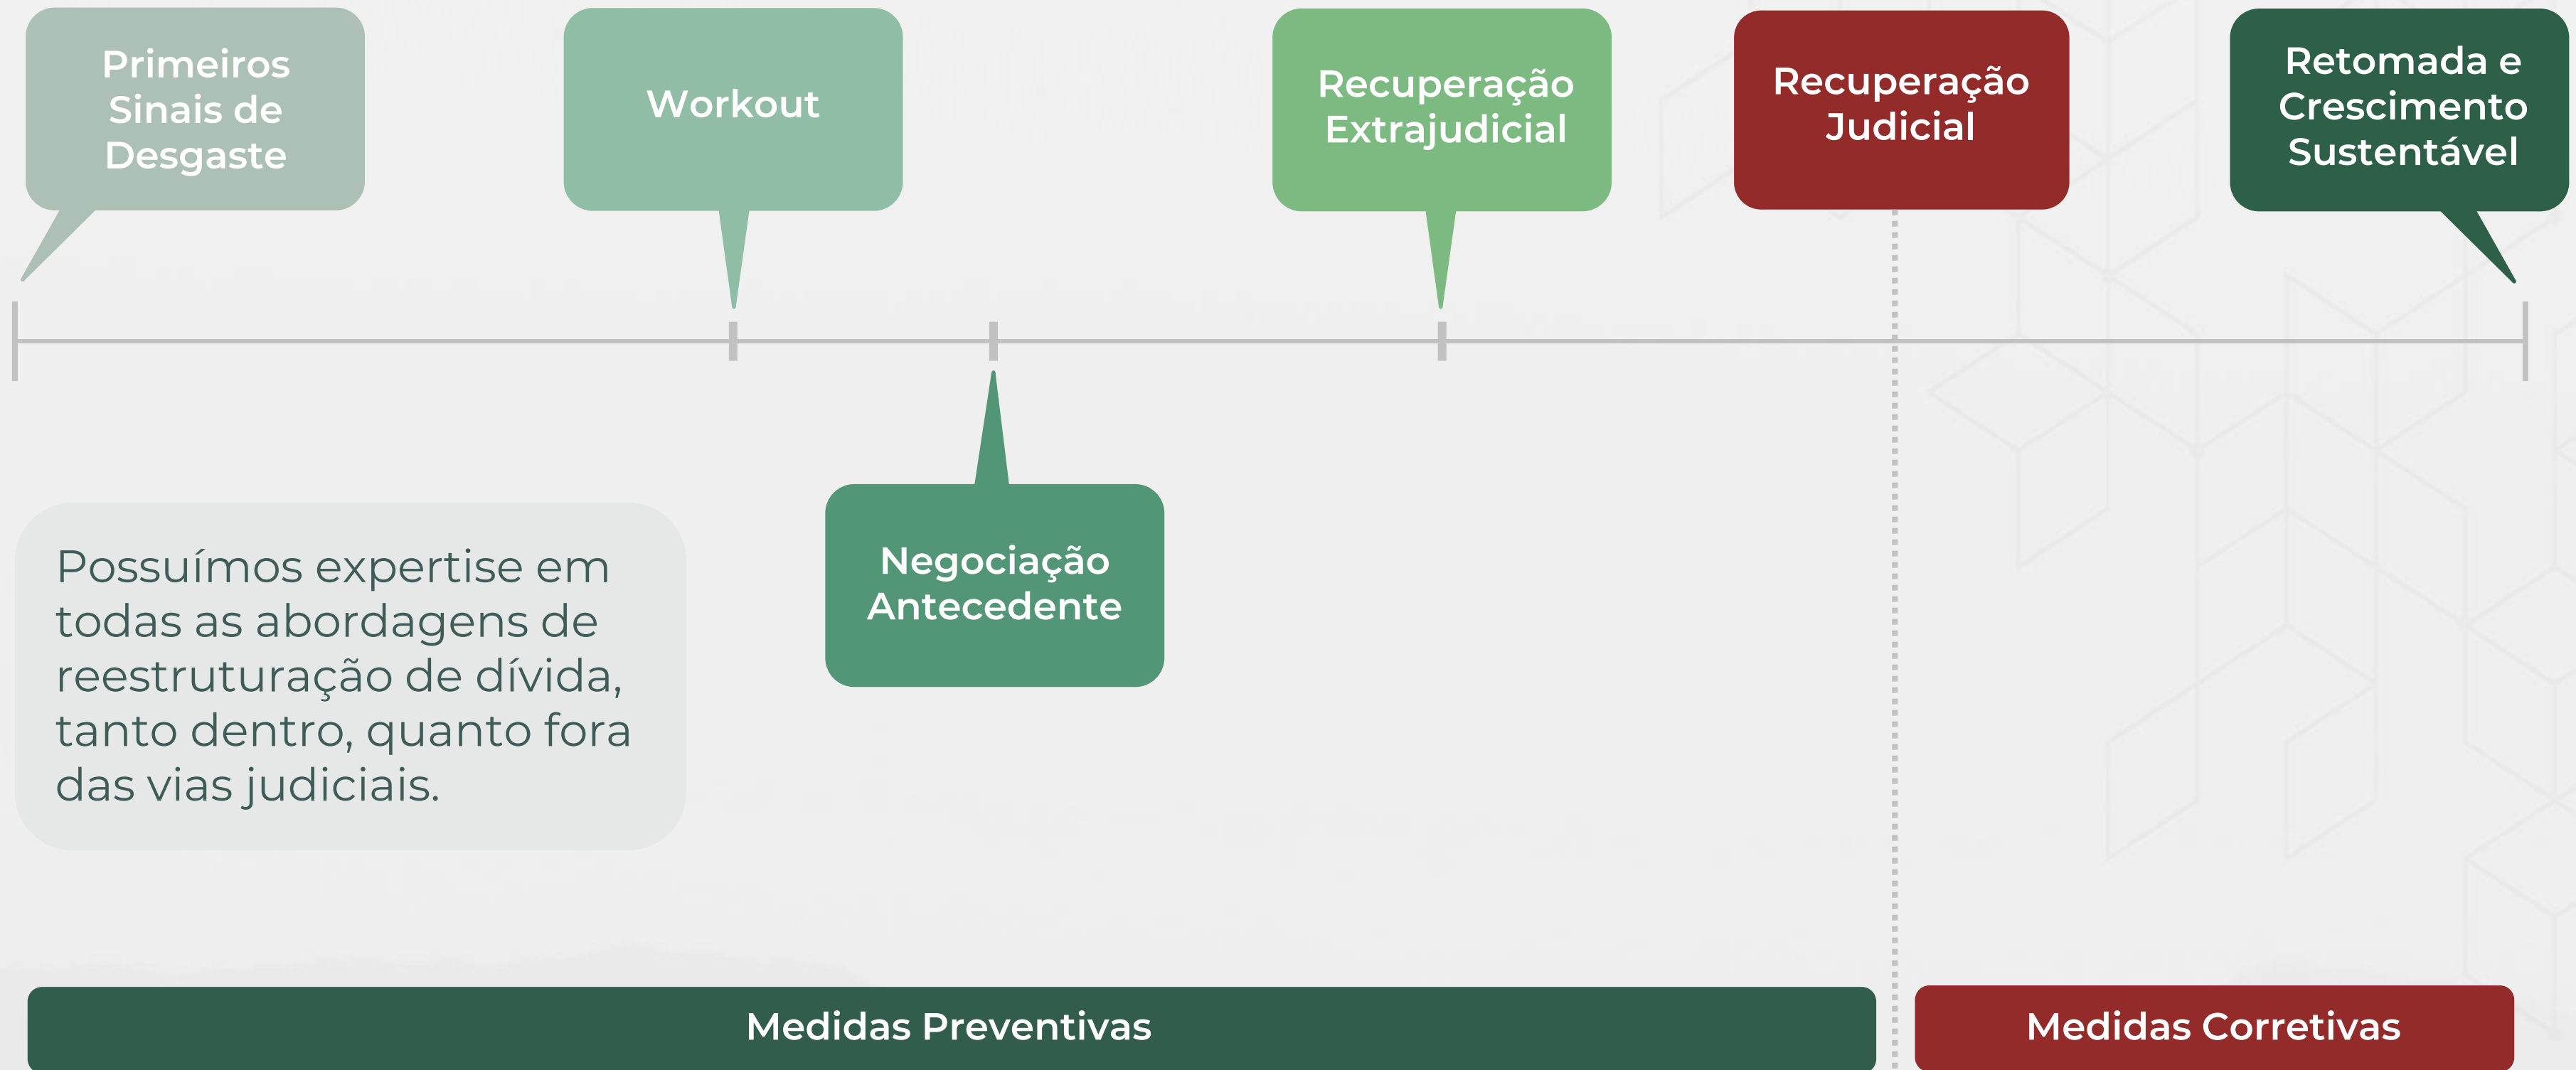 Primeiros
Sinais de
Desgaste
Workout
Recuperação
Extrajudicial
Recuperação
Judicial
Retomada e
Crescimento
Sustentável
Negociação
Antecedente
Possuímos expertise em
todas as abordagens de
reestruturação de dívida,
tanto dentro, quanto fora
das vias judiciais.
Medidas Preventivas
Medidas Corretivas